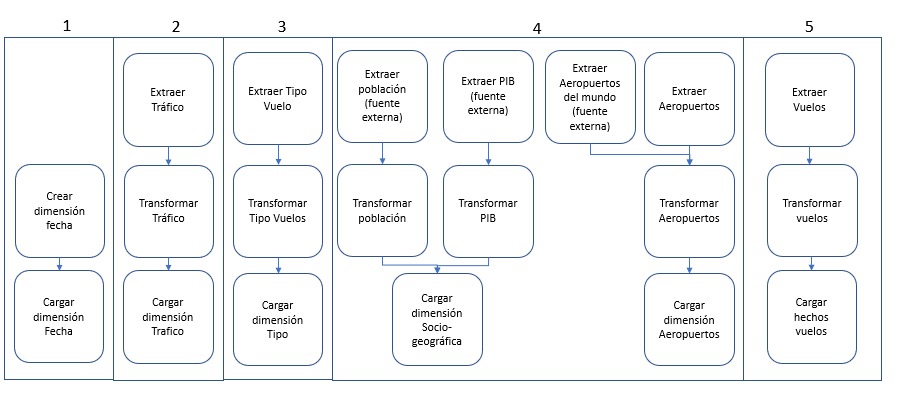 1
2
3
4
5
Crear
dimensión
fecha
Cargar
dimensión
Fecha
Extraer
Tráfico
Transformar
Tráfico
Cargar
dimensión
Trafico
Extraer Tipo
Vuelo
Transformar
Tipo Vuelos
Cargar
dimensión
Tipo
Extraer
población
(fuente
externa)
Extraer PIB
(fuente
externa)
Extraer
Aeropuertos
del mundo
(fuente
externa)
Extraer
Aeropuertos
Transformar
población
Transformar
PIB
Transformar
Aeropuertos
Cargar
dimensión
Socio-
geográfica
Cargar
dimensión
Aeropuertos
Extraer
Vuelos
Transformar
vuelos
Cargar
hechos
vuelos